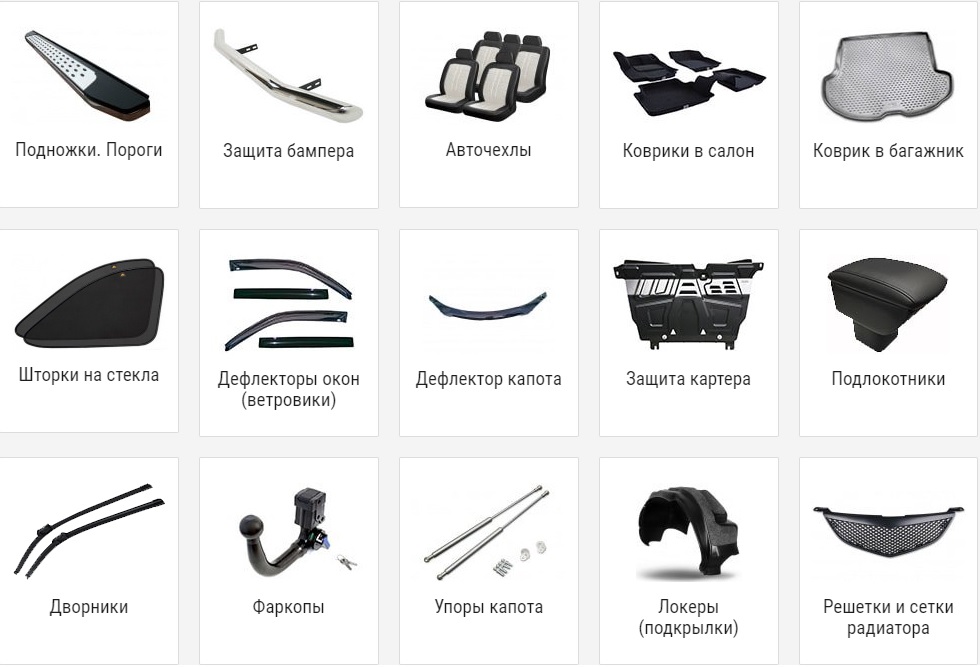 Подножки. Пороги
Защита бампера
Авточехлы
Коврики в салон
Коврик в багажник
Шторки на стекла
Дефлекторы окон
(ветровики)
Дефлектор капота
Защита картера
Подлокотники
Дворники
Фаркопы
Упоры капота
Локеры
(подкрылки)
Решетки и сетки
радиатора